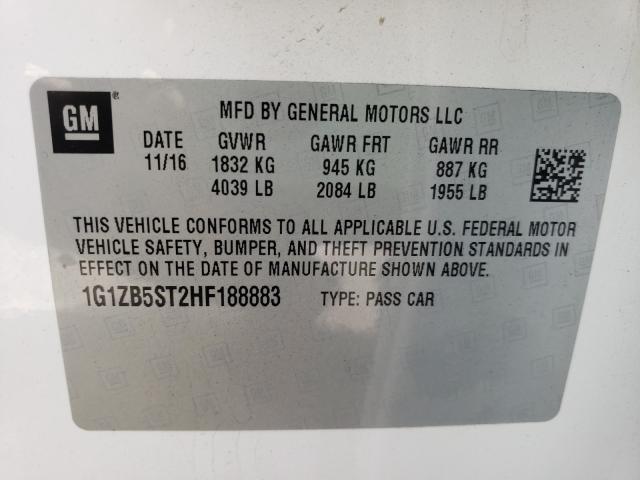 GM®
MFD BY GENERAL MOTORS LLC
DATE GVWR GAWR FRT GAWR RR
11/16 1832 KG 945 KG 887 KG
4039 LB 2084 LB 1955 LB
THIS VEHICLE CONFORMS TO ALL APPLICABLE U.S. FEDERAL MOTOR
VEHICLE SAFETY, BUMPER, AND THEFT PREVENTION STANDARDS IN
EFFECT ON THE DATE OF MANUFACTURE SHOWN ABOVE.
1G1ZB5ST2HF188883 TYPE: PASS CAR